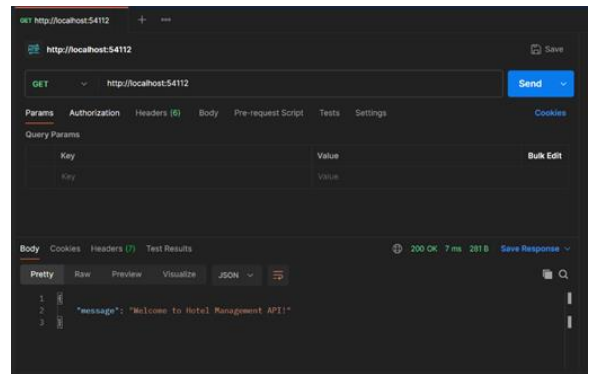 GET http://localhost:54112 + ooo
http://localhost:54112 Save
GET http://localhost:54112 Send
Params Authorization Headers (6) Body Pre-request Script Tests Settings Cookies
Query Params
Key Value Bulk Edit
Key Value
Body Cookies Headers (7) Test Results 200 OK 7 ms 281 B Save Response
Pretty Raw Preview Visualize JSON
1 {
2 "message": "Welcome to Hotel Management API!"
3 }